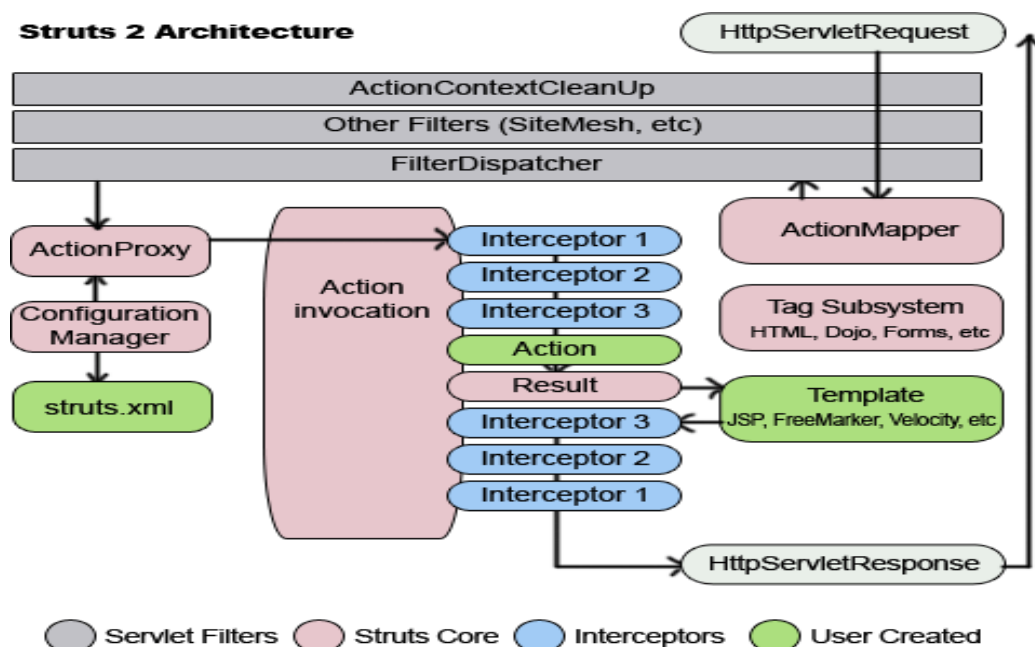 Struts 2 Architecture
HttpServletRequest
ActionContextCleanUp
Other Filters (SiteMesh, etc)
FilterDispatcher
ActionProxy
Configuration
Manager
struts.xml
Action
invocation
Interceptor 1
Interceptor 2
Interceptor 3
Action
Result
Interceptor 3
Interceptor 2
Interceptor 1
ActionMapper
Tag Subsystem
HTML, Dojo, Forms, etc
Template
JSP, FreeMarker, Velocity, etc
HttpServletResponse
Servlet Filters
Struts Core
Interceptors
User Created